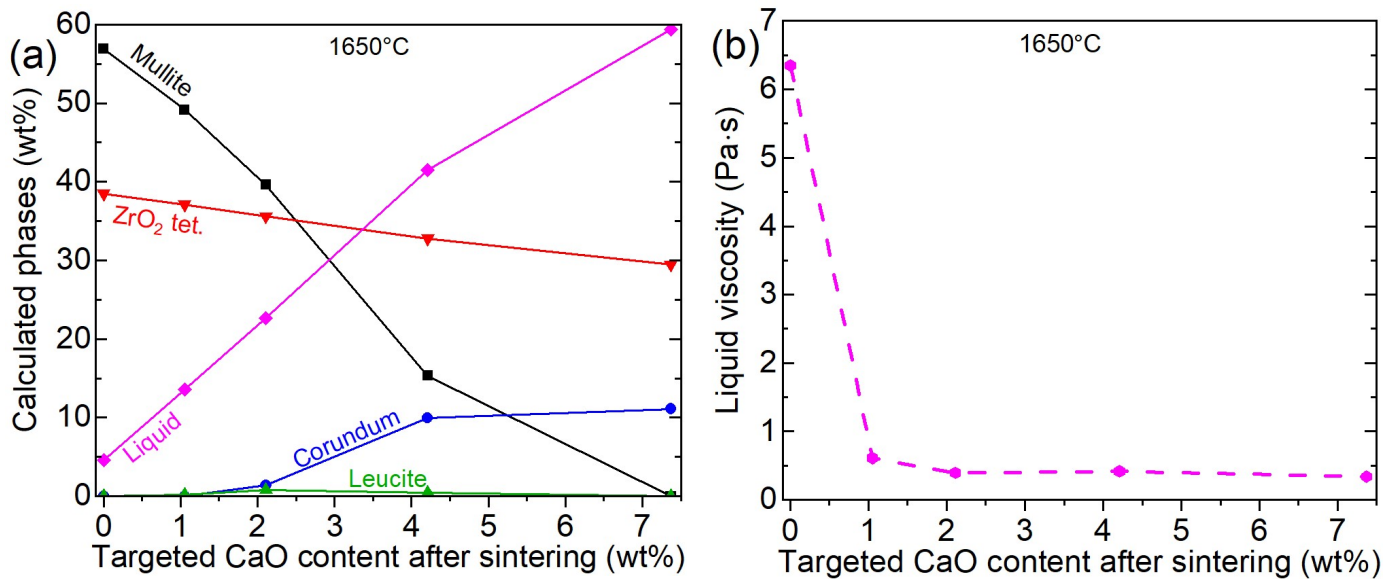 (a)
1650°C
Calculated phases (wt%)
60
50
40
30
20
10
0
Mullite
ZrO₂ tet.
Liquid
Corundum
Leucite
0 1 2 3 4 5 6 7
Targeted CaO content after sintering (wt%)
(b)
1650°C
Liquid viscosity (Pa·s)
7
6
5
4
3
2
1
0
0 1 2 3 4 5 6 7
Targeted CaO content after sintering (wt%)